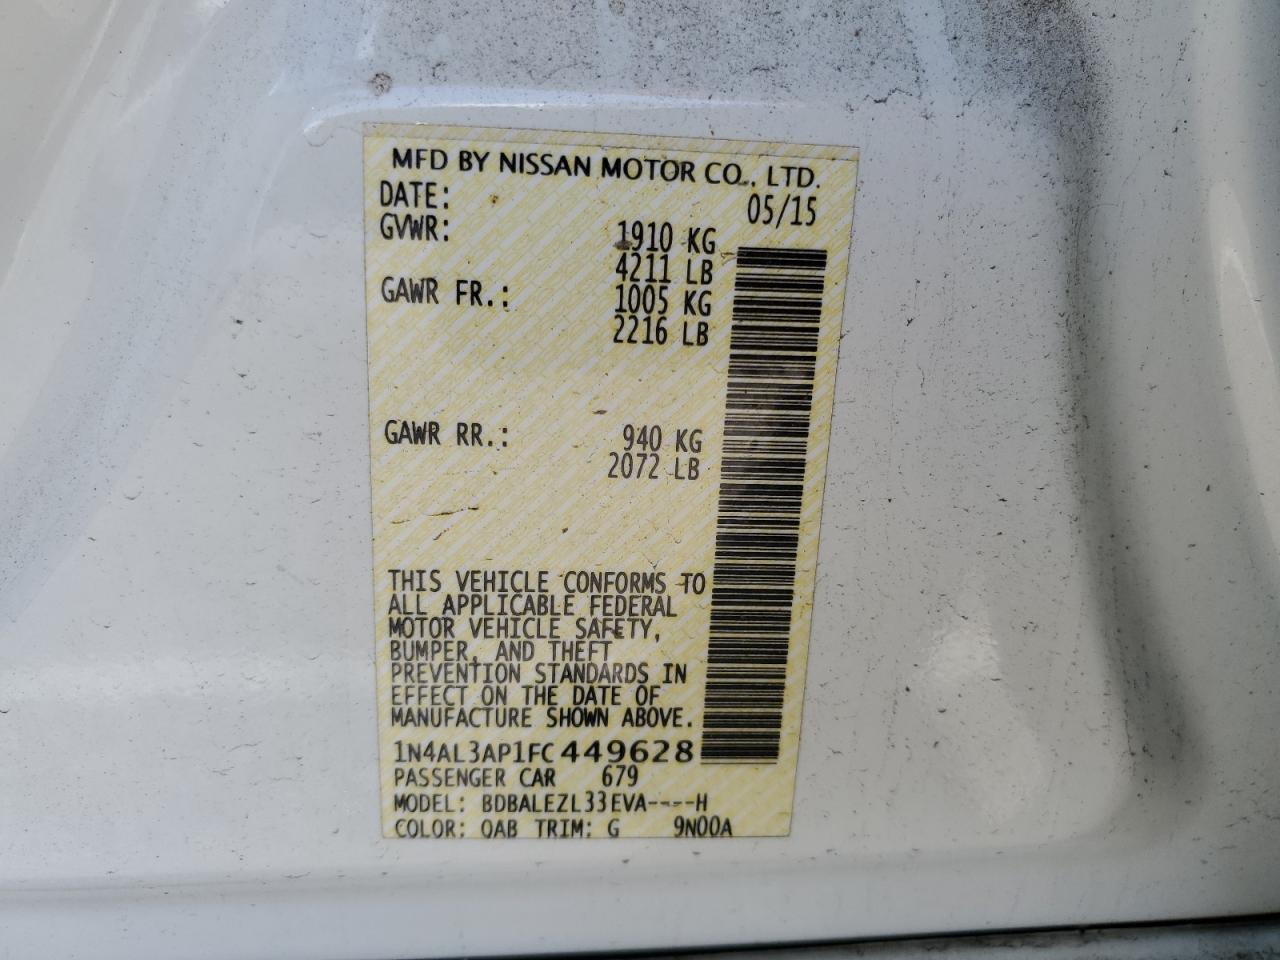 MFD BY NISSAN MOTOR CO., LTD.
DATE: 05/15
GVWR: 1910 KG
4211 LB
GAWR FR.: 1005 KG
2216 LB
GAWR RR.: 940 KG
2072 LB
THIS VEHICLE CONFORMS TO
ALL APPLICABLE FEDERAL
MOTOR VEHICLE SAFETY,
BUMPER, AND THEFT
PREVENTION STANDARDS IN
EFFECT ON THE DATE OF
MANUFACTURE SHOWN ABOVE.
1N4AL3AP1FC449628
PASSENGER CAR 679
MODEL: BDBALEZL33EVA----H
COLOR: QAB TRIM: G 9N00A